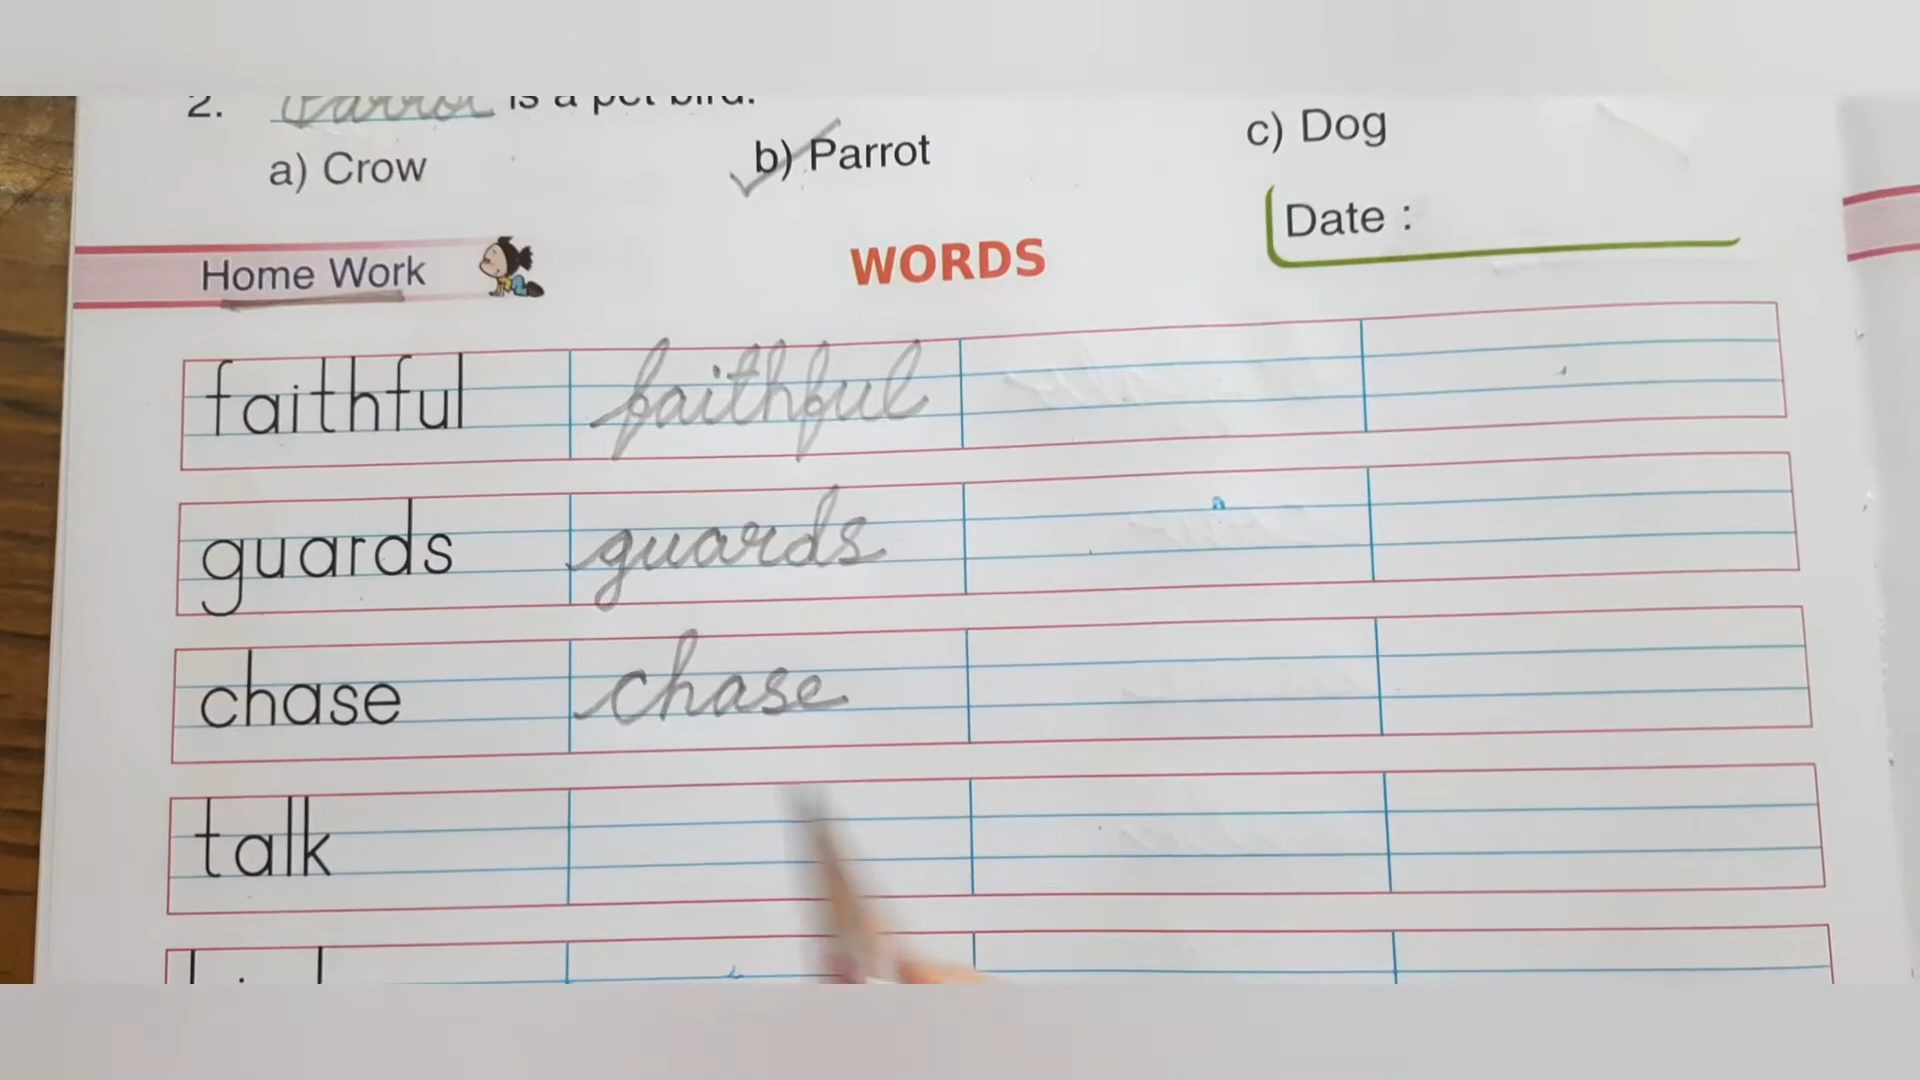 2. Parrot is a pet bird.
a) Crow b) Parrot c) Dog
Date :
Home Work WORDS
faithful faithful
guards guards
chase chase
talk